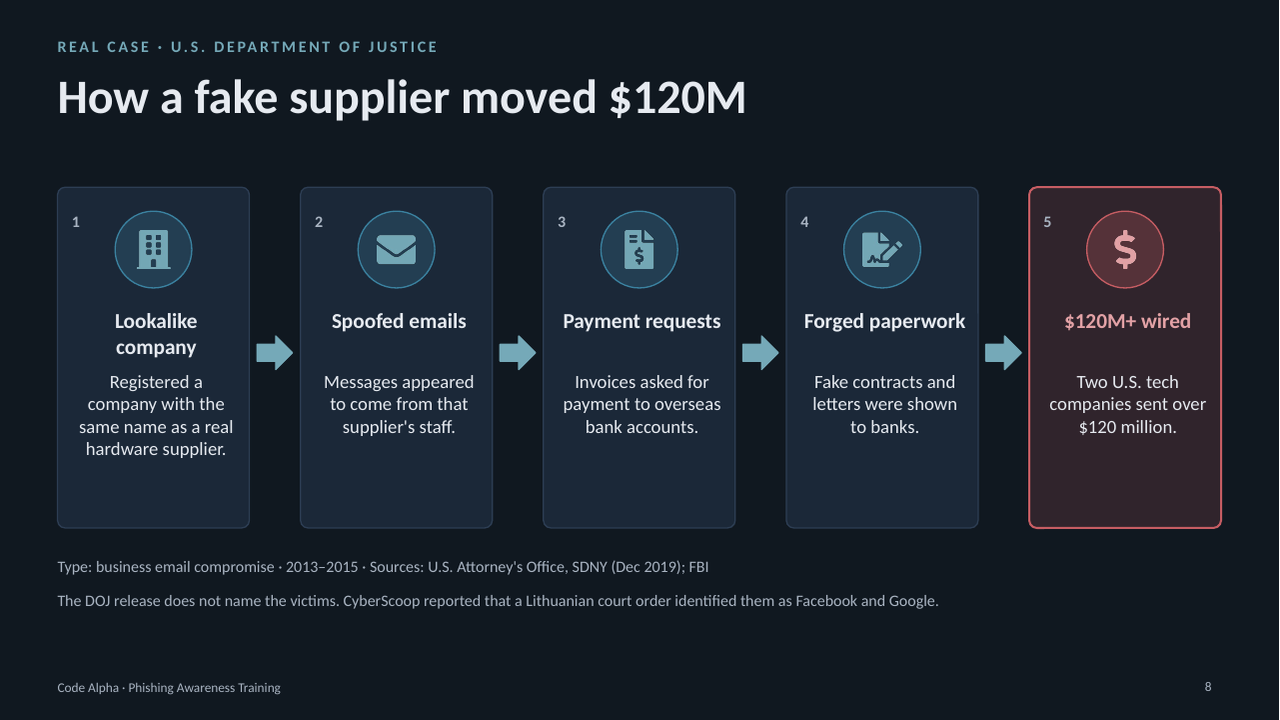 REAL CASE · U.S. DEPARTMENT OF JUSTICE
How a fake supplier moved $120M
1
Lookalike
company
Registered a
company with the
same name as a real
hardware supplier.
2
Spoofed emails
Messages appeared
to come from that
supplier's staff.
3
Payment requests
Invoices asked for
payment to overseas
bank accounts.
4
Forged paperwork
Fake contracts and
letters were shown
to banks.
5
$120M+ wired
Two U.S. tech
companies sent over
$120 million.
Type: business email compromise · 2013–2015 · Sources: U.S. Attorney's Office, SDNY (Dec 2019); FBI
The DOJ release does not name the victims. CyberScoop reported that a Lithuanian court order identified them as Facebook and Google.
Code Alpha · Phishing Awareness Training
8